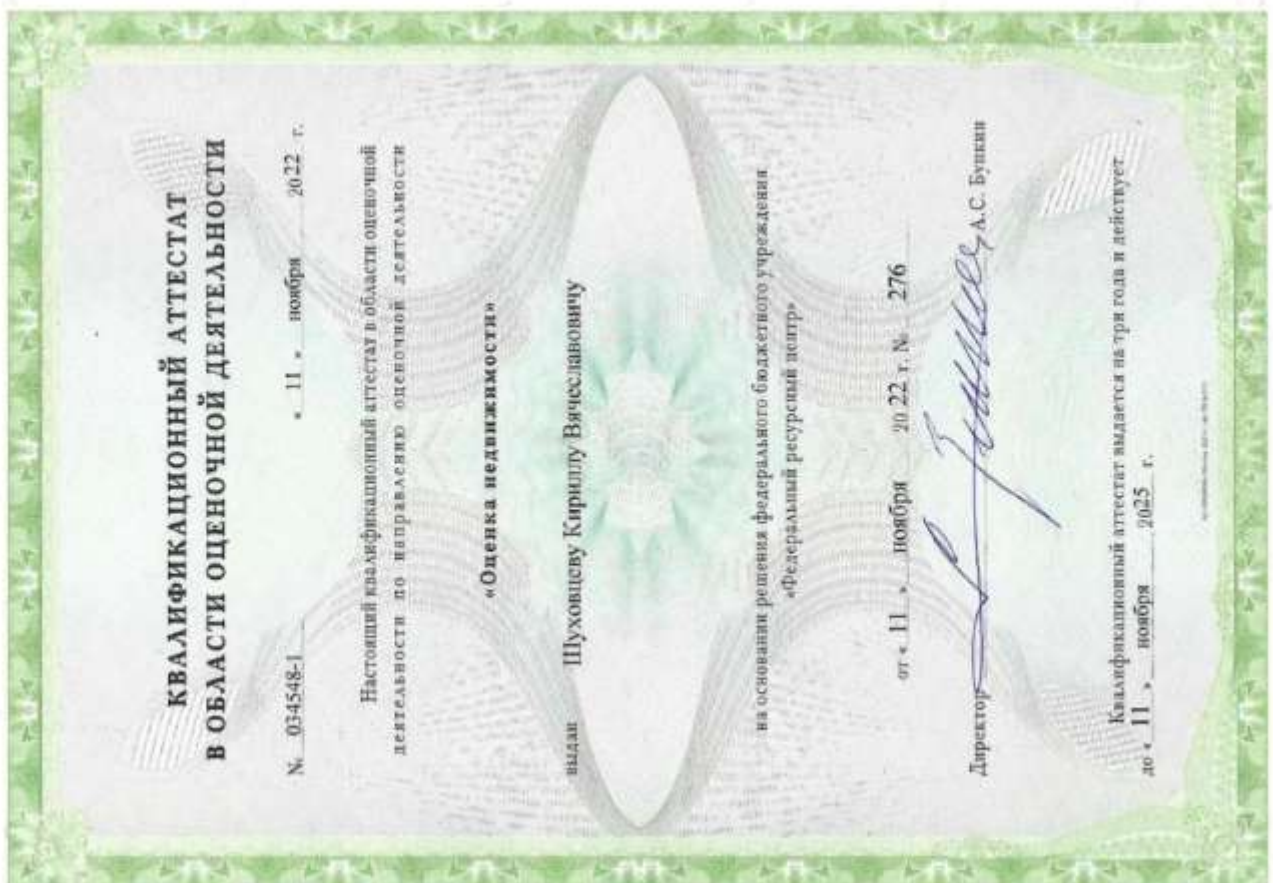 КВАЛИФИКАЦИОННЫЙ АТТЕСТАТ
В ОБЛАСТИ ОЦЕНОЧНОЙ ДЕЯТЕЛЬНОСТИ
№ 034548-1 « 11 » ноября 2022 г.
Настоящий квалификационный аттестат в области оценочной
деятельности по направлению оценочной деятельности
«Оценка недвижимости»
выдан Шуховцеву Кириллу Вячеславовичу
на основании решения федерального бюджетного учреждения
«Федеральный ресурсный центр»
от « 11 » ноября 20 22 г. № 276
Директор А.С. Бункин
Квалификационный аттестат выдается на три года и действует
до « 11 » ноября 2025 г.